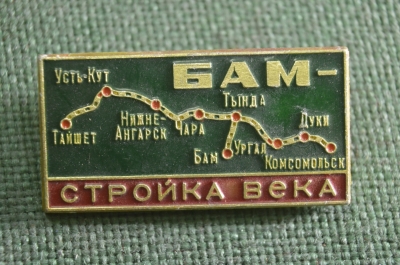 БАМ-
Усть-Кут
Тында
Нижне-
Ангарск
Чара
Дуки
Тайшет
Бам
Ургал
Комсомольск
СТРОЙКА ВЕКА